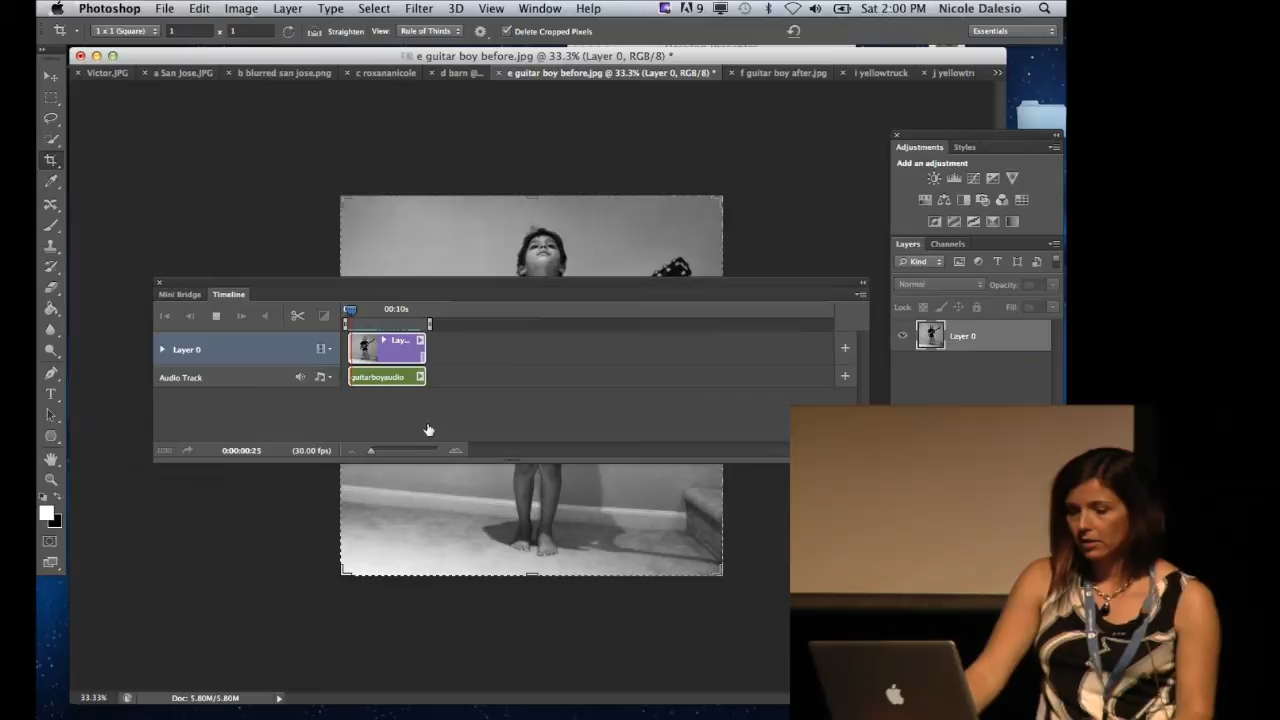 Photoshop File Edit Image Layer Type Select Filter 3D View Window Help 9 Sat 2:00 PM Nicole Dalesio
1 x 1 (Square) 1 x 1 Straighten View: Rule of Thirds Delete Cropped Pixels Essentials
e guitar boy before.jpg @ 33.3% (Layer 0, RGB/8) *
Victor.JPG a San Jose.JPG b blurred san jose.png c roxananicole d barn @... e guitar boy before.jpg @ 33.3% (Layer 0, RGB/8) * f guitar boy after.jpg i yellowtruck j yellowtr
Adjustments Styles
Add an adjustment
Layers Channels
Kind
Normal Opacity:
Lock: Fill:
Layer 0
Mini Bridge Timeline
00:10s
Layer 0 Lay...
Audio Track guitarboyaudio
0:00:00:25 (30.00 fps)
33.33% Doc: 5.80M/5.80M